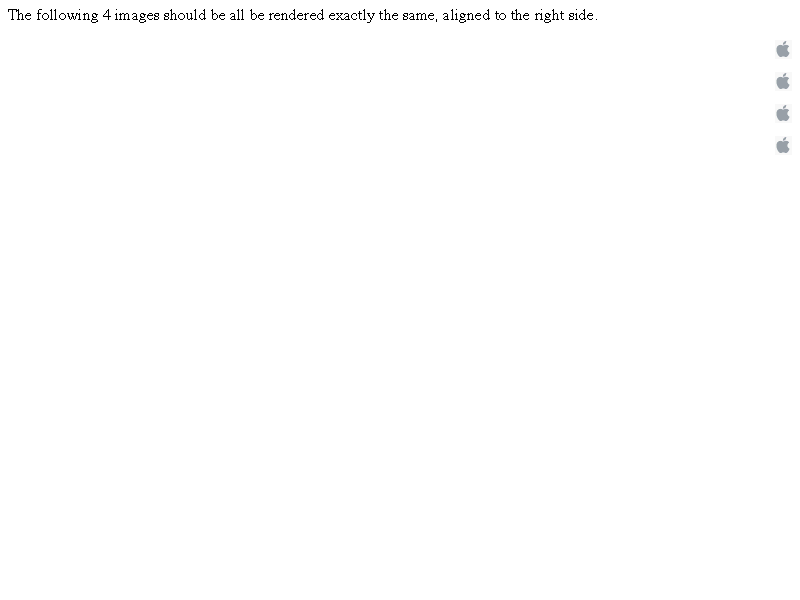 The following 4 images should be all be rendered exactly the same, aligned to the right side.